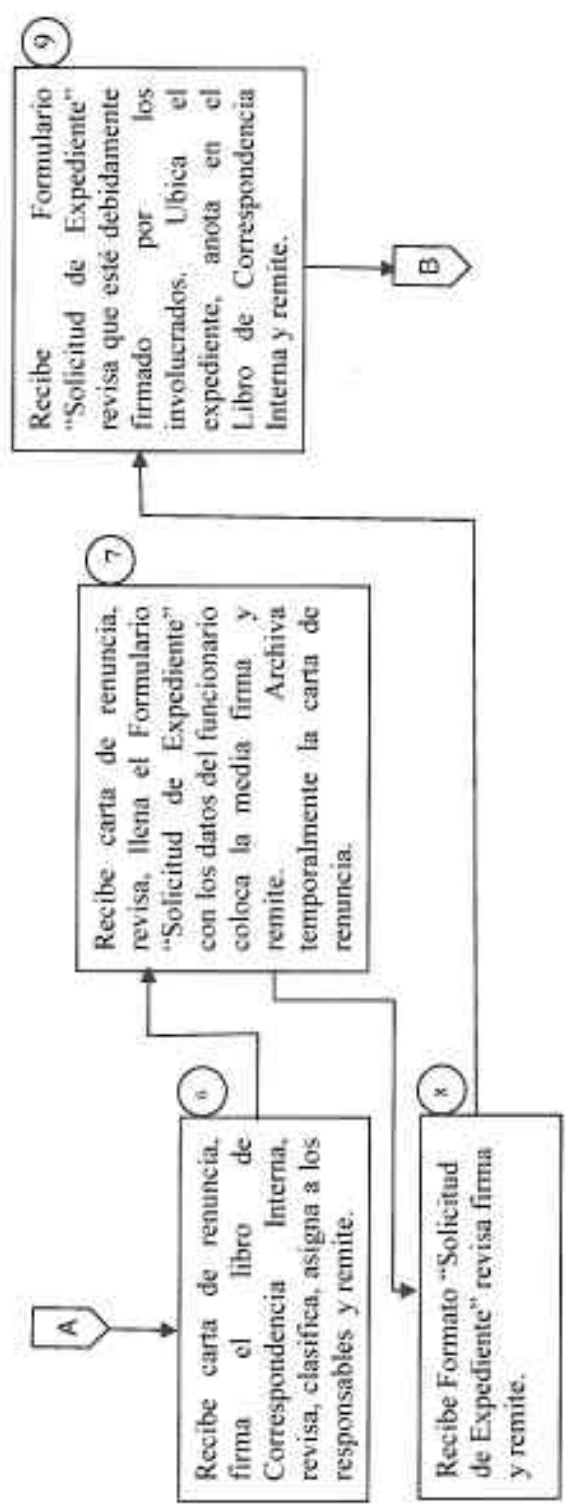 A
6
Recibe carta de renuncia,
firma el libro de
Correspondencia Interna,
revisa, clasifica, asigna a los
responsables y remite.
7
Recibe carta de renuncia,
revisa, llena el Formulario
"Solicitud de Expediente"
con los datos del funcionario
coloca la media firma y
remite. Archiva
temporalmente la carta de
renuncia.
8
Recibe Formato "Solicitud
de Expediente" revisa firma
y remite.
9
Recibe Formulario
"Solicitud de Expediente"
revisa que esté debidamente
firmado por los
involucrados. Ubica el
expediente, anota en el
Libro de Correspondencia
Interna y remite.
B